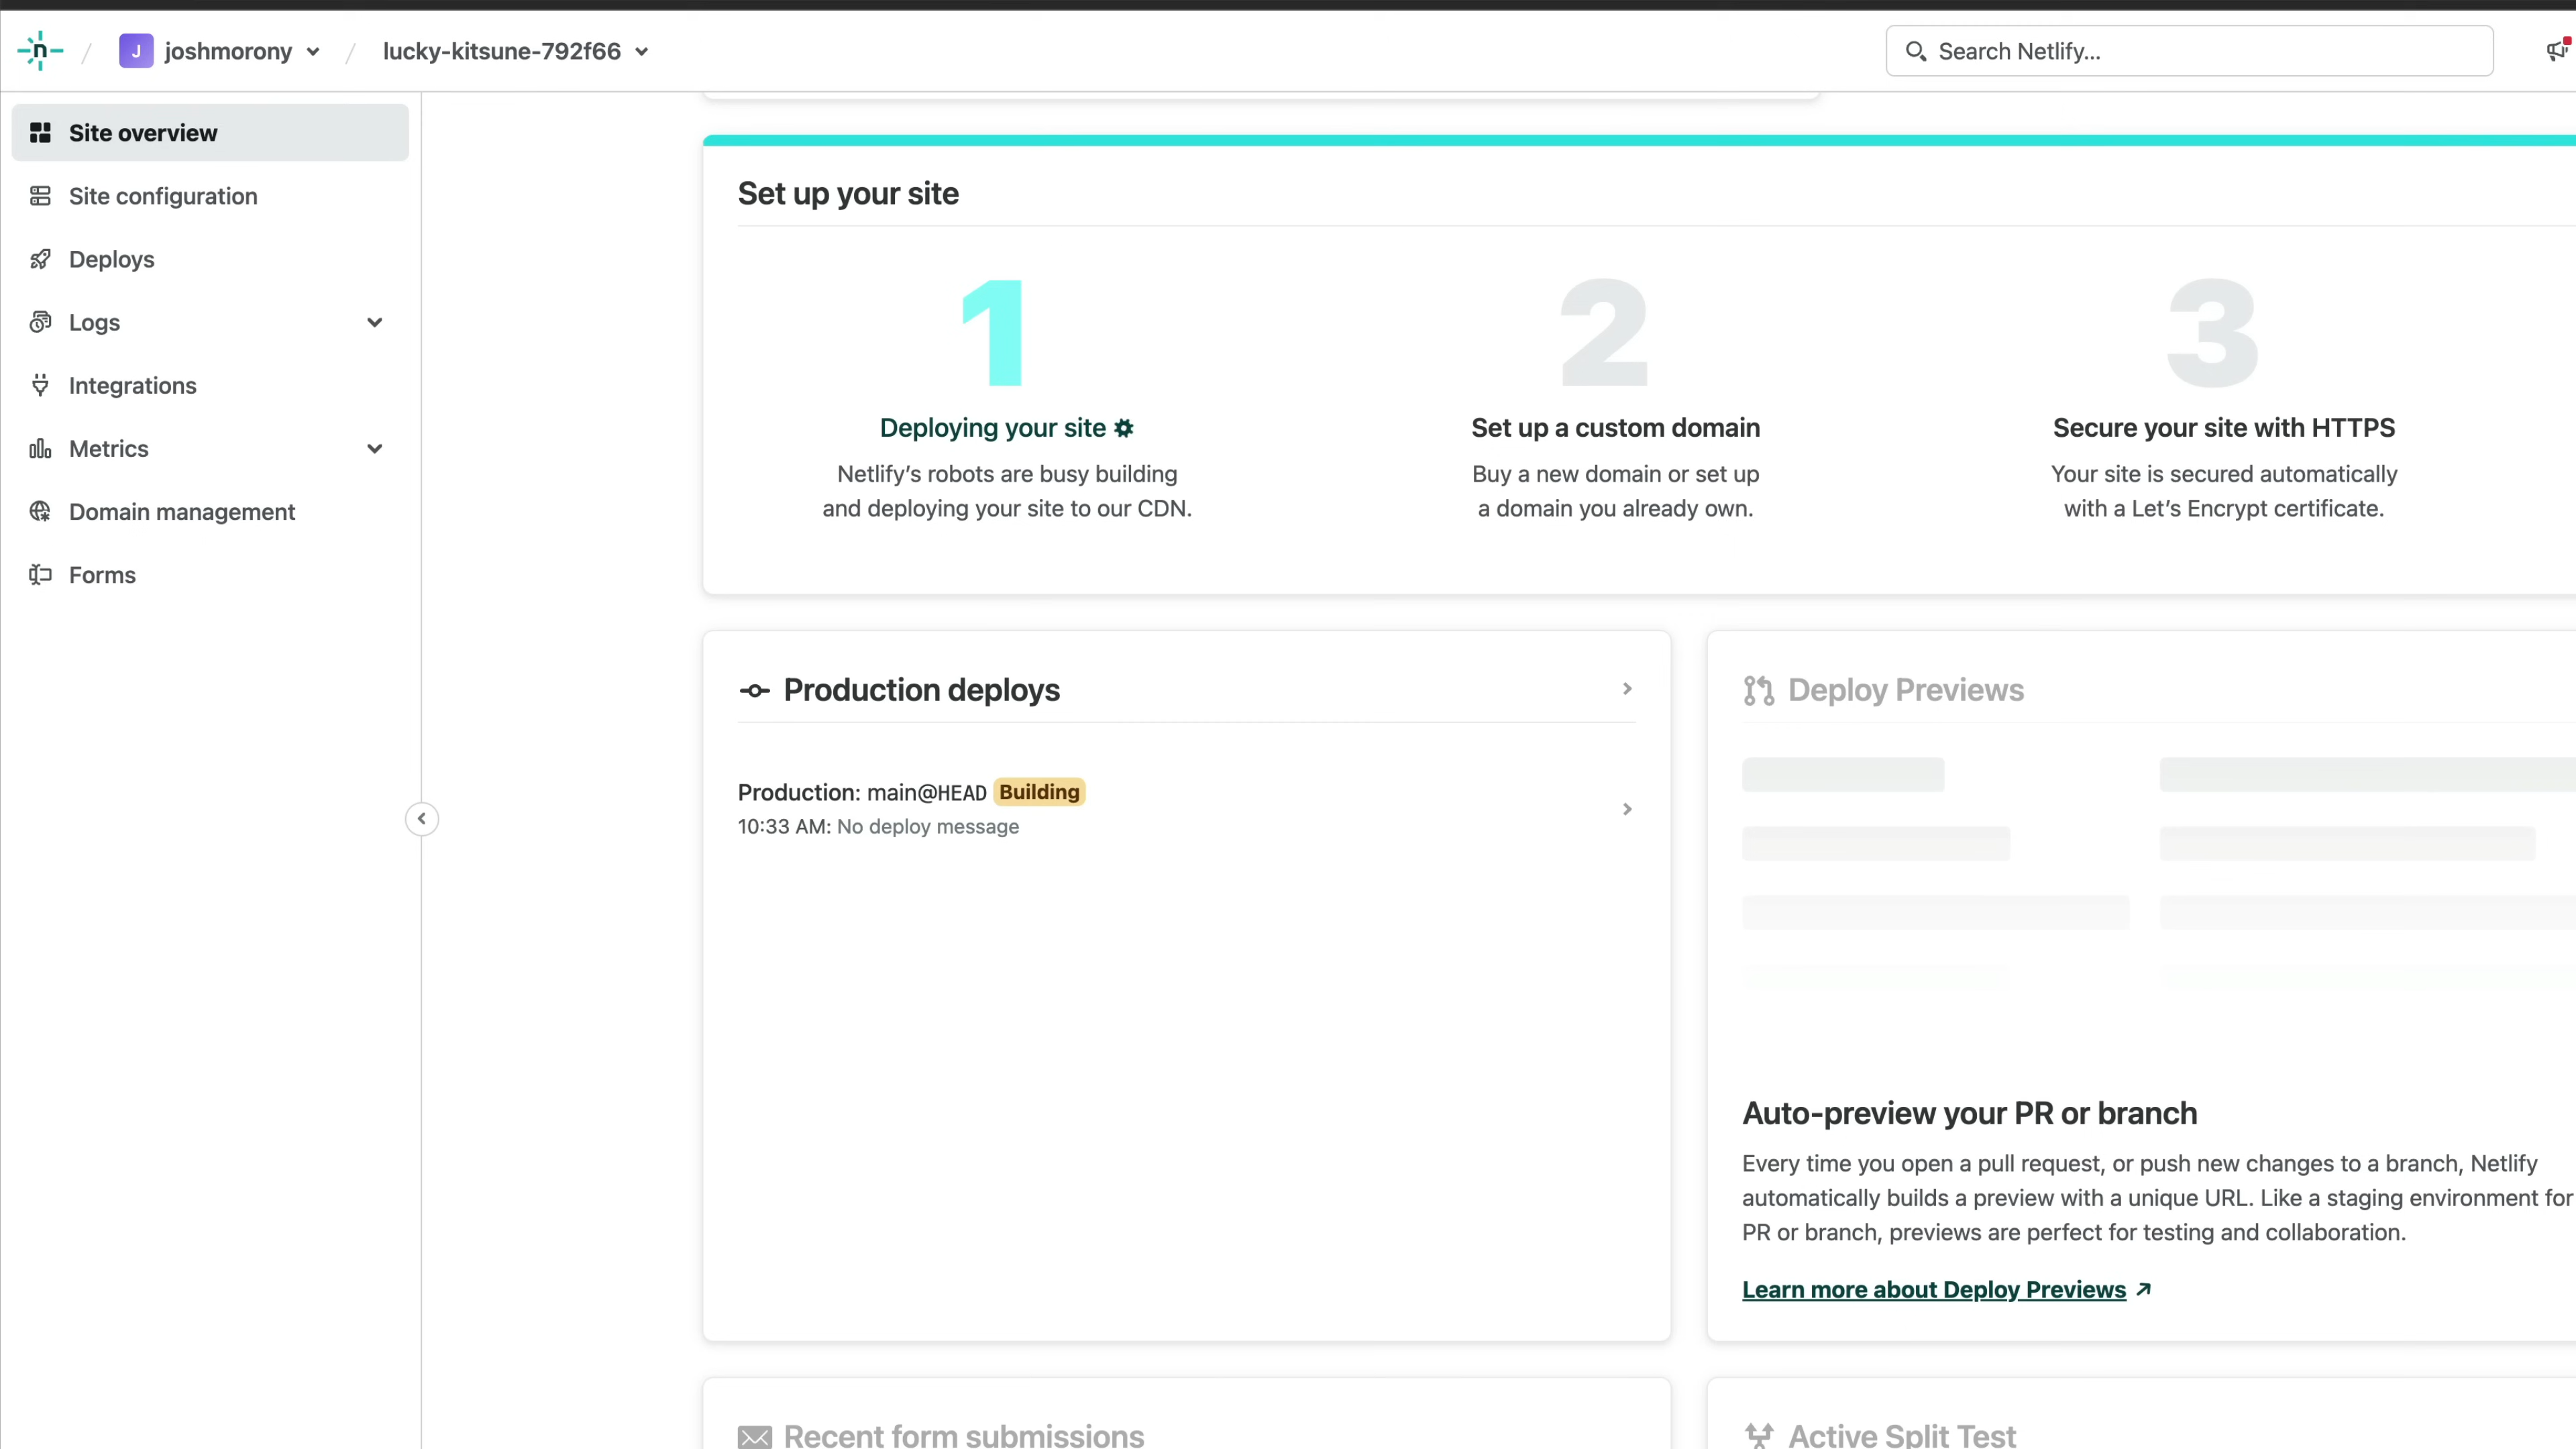 n / J joshmorony / lucky-kitsune-792f66
Search Netlify...
Site overview
Site configuration
Deploys
Logs
Integrations
Metrics
Domain management
Forms
Set up your site
1
Deploying your site
Netlify’s robots are busy building
and deploying your site to our CDN.
2
Set up a custom domain
Buy a new domain or set up
a domain you already own.
3
Secure your site with HTTPS
Your site is secured automatically
with a Let’s Encrypt certificate.
Production deploys
Production: main@HEAD Building
10:33 AM: No deploy message
Deploy Previews
Auto-preview your PR or branch
Every time you open a pull request, or push new changes to a branch, Netlify
automatically builds a preview with a unique URL. Like a staging environment for
PR or branch, previews are perfect for testing and collaboration.
Learn more about Deploy Previews
Recent form submissions
Active Split Test